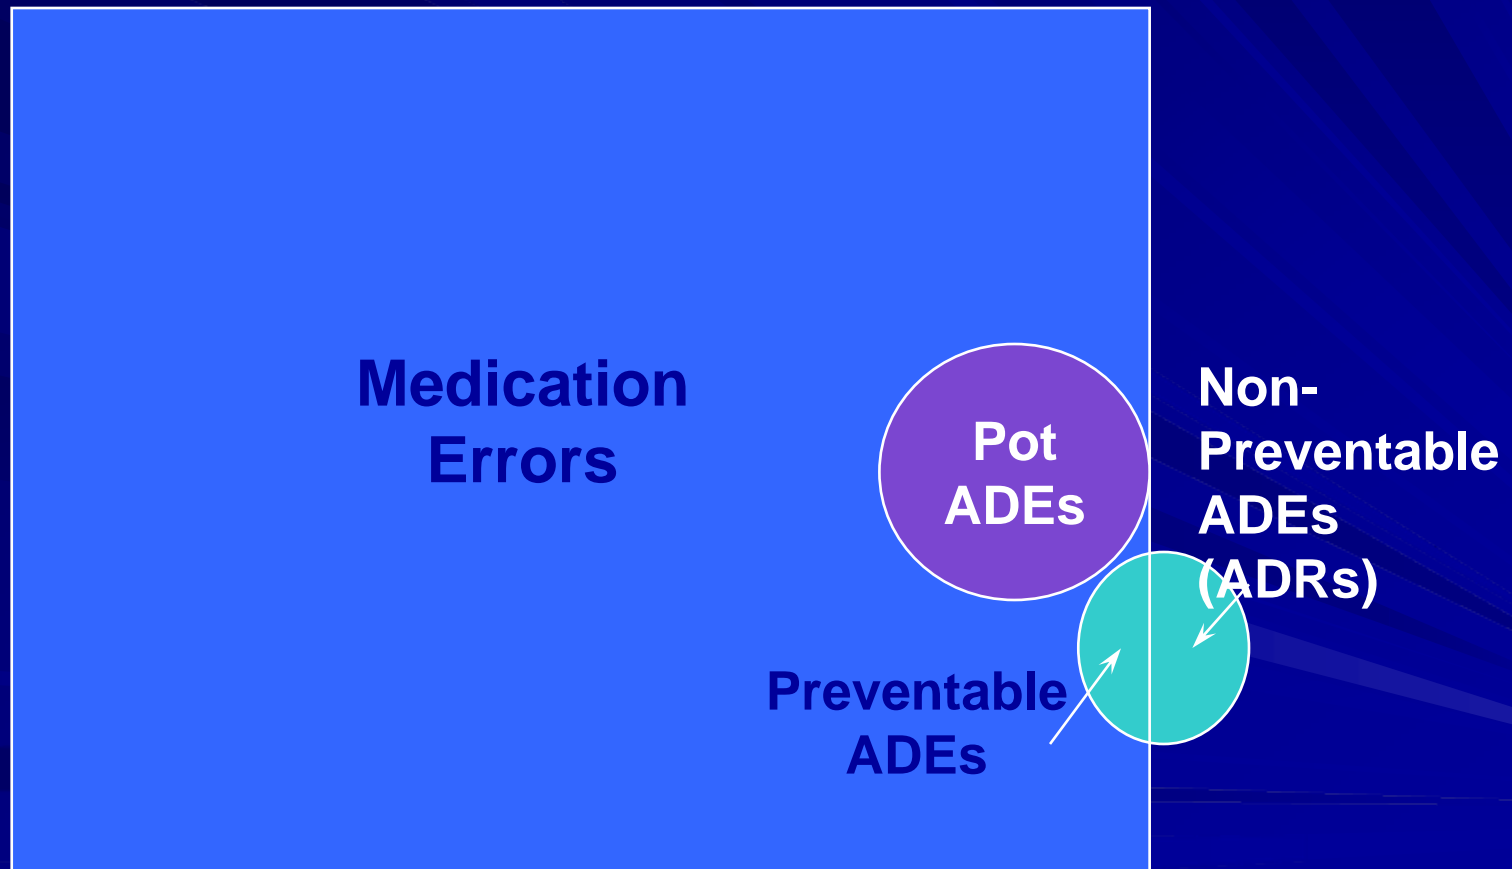 Medication
Errors
Pot
ADEs
Non-
Preventable
ADEs
(ADRs)
Preventable
ADEs